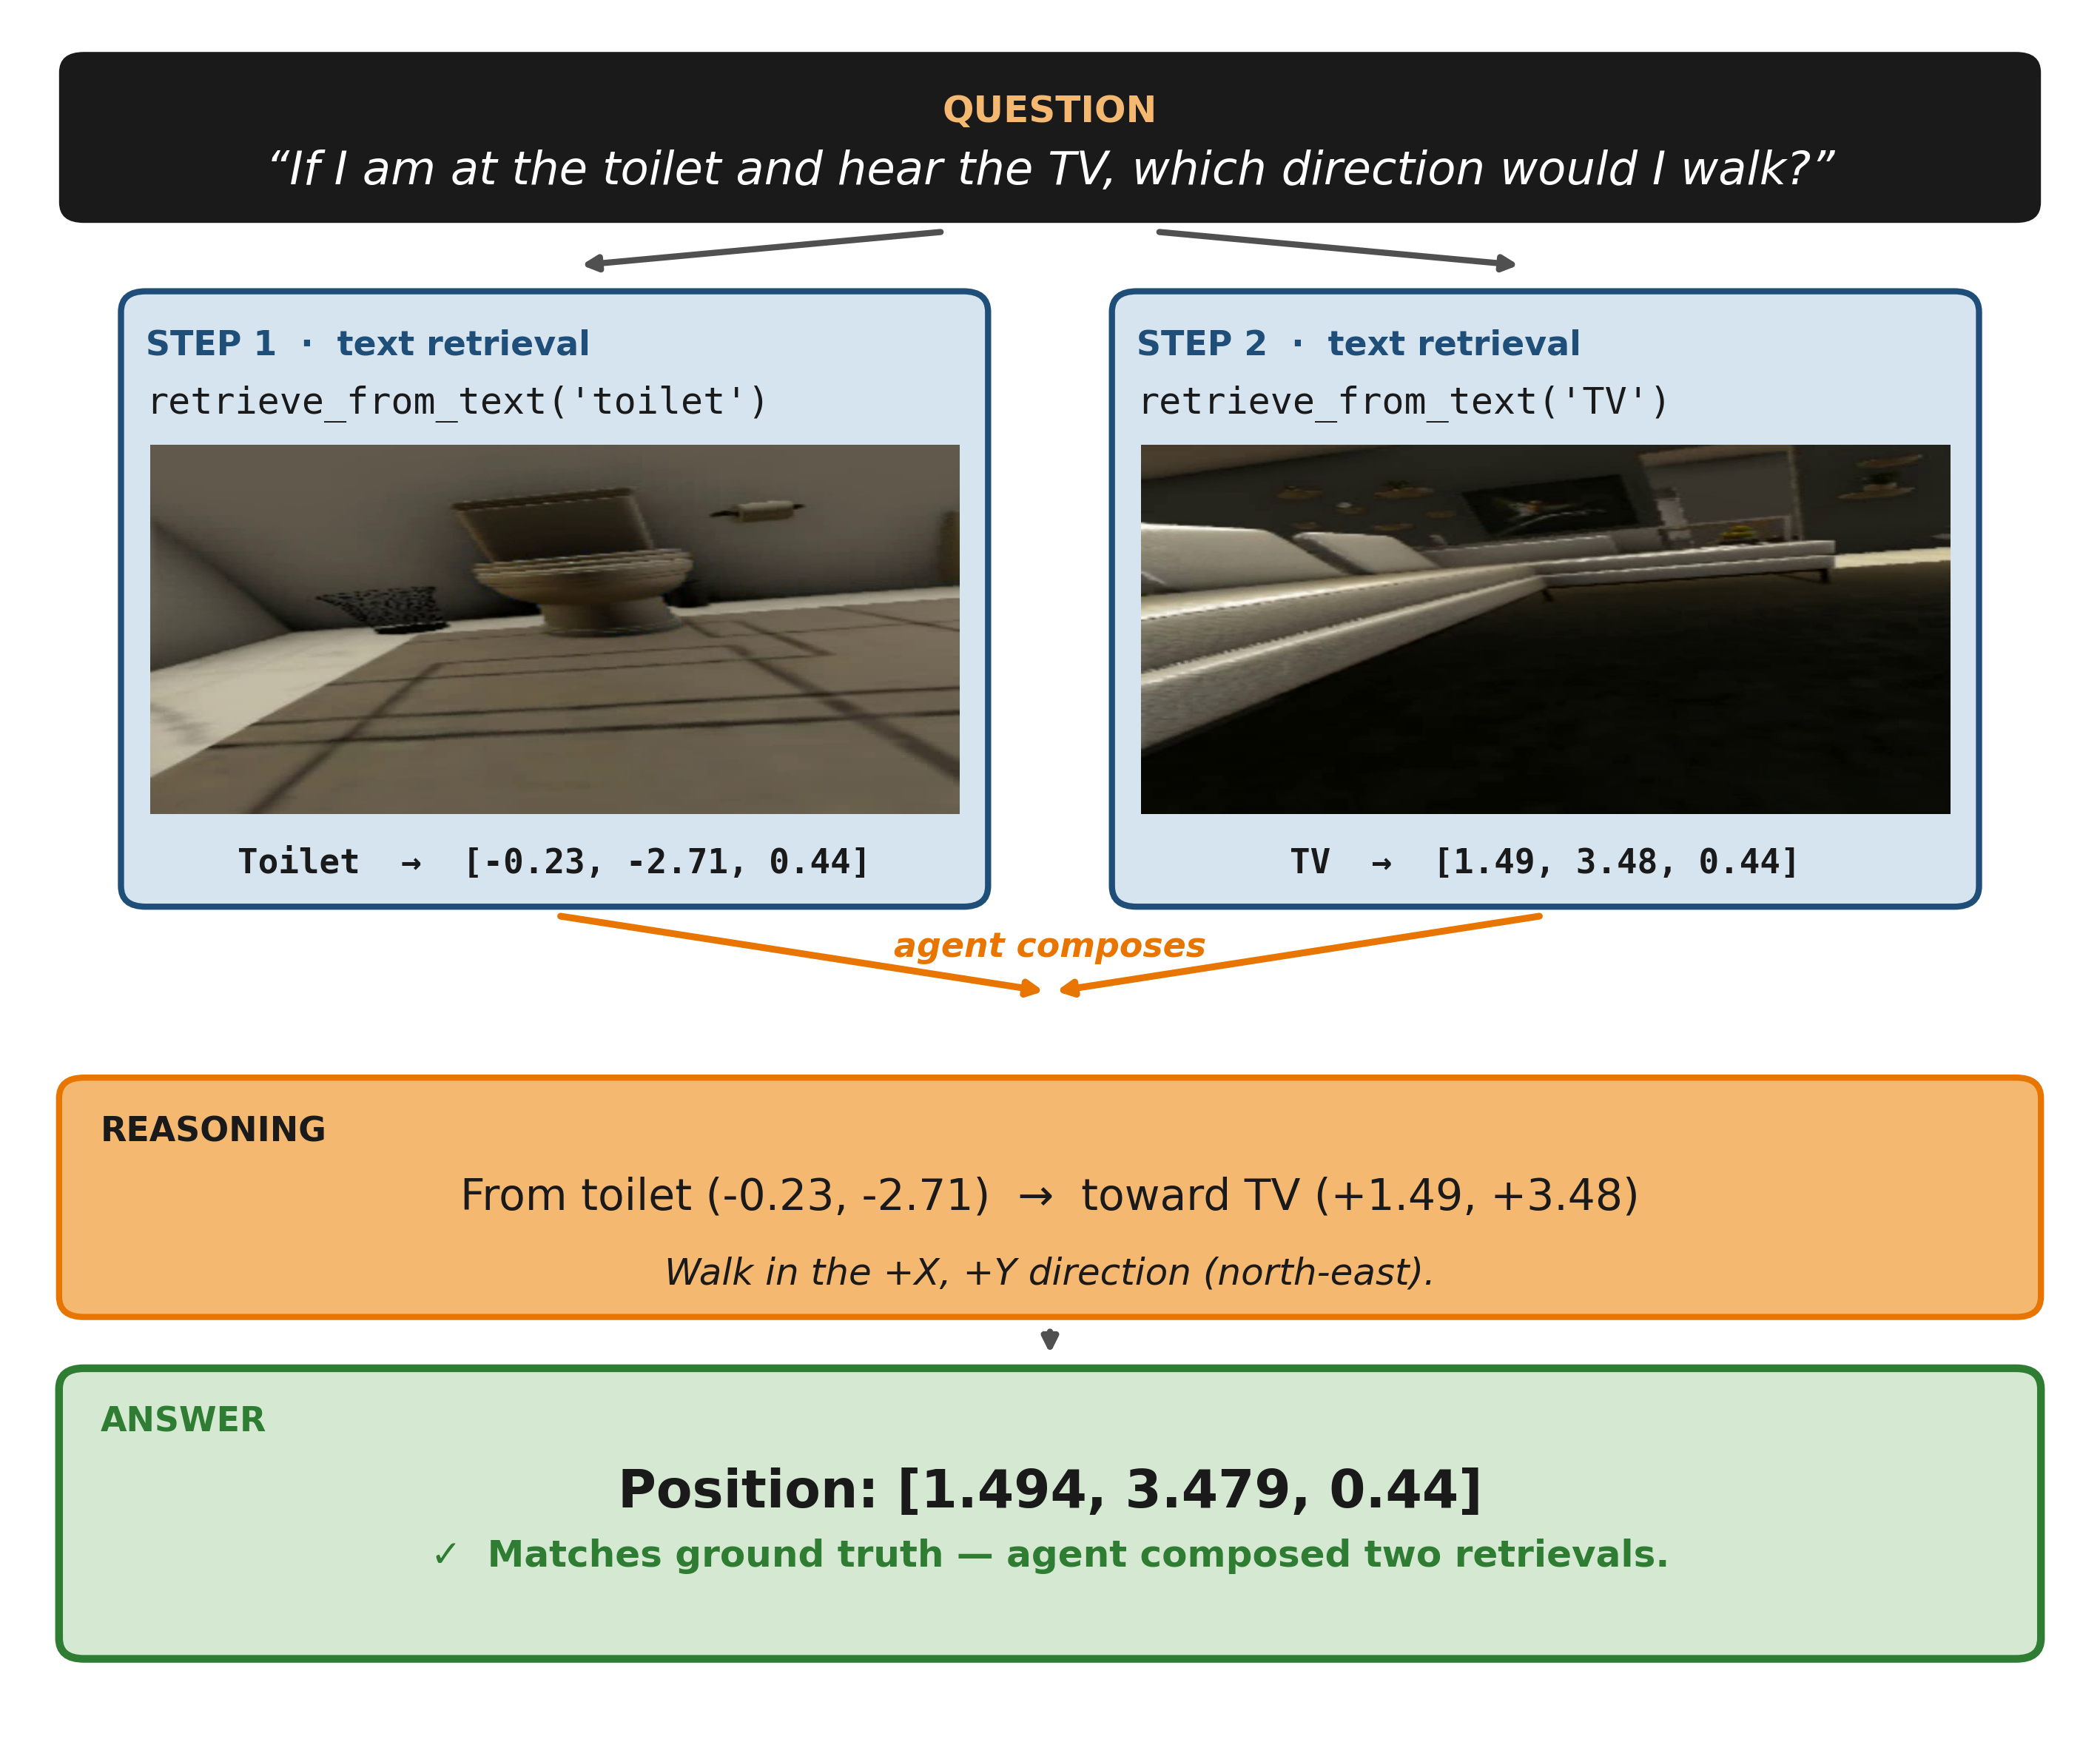 QUESTION
“If I am at the toilet and hear the TV, which direction would I walk?”
STEP 1 · text retrieval
retrieve_from_text('toilet')
Toilet → [-0.23, -2.71, 0.44]
STEP 2 · text retrieval
retrieve_from_text('TV')
TV → [1.49, 3.48, 0.44]
agent composes
REASONING
From toilet (-0.23, -2.71) → toward TV (+1.49, +3.48)
Walk in the +X, +Y direction (north-east).
ANSWER
Position: [1.494, 3.479, 0.44]
✓ Matches ground truth — agent composed two retrievals.